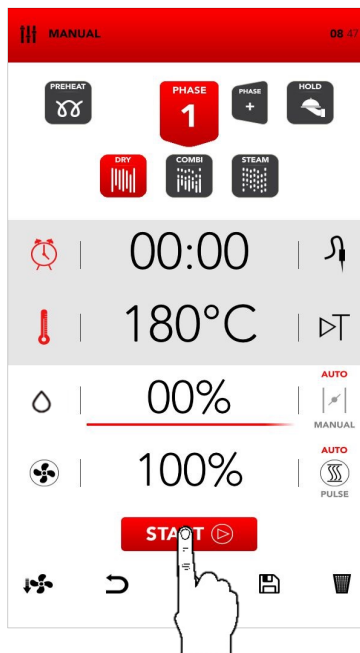 MANUAL 08:47
PREHEAT PHASE 1 PHASE + HOLD
DRY COMBI STEAM
00:00
180°C
00%
AUTO
MANUAL
100%
AUTO
PULSE
START